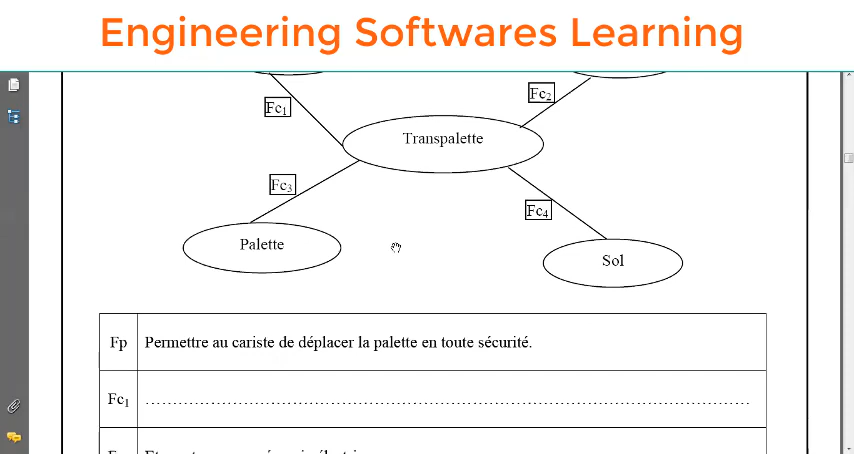 Engineering Softwares Learning
Fc1
Fc2
Transpalette
Fc3
Fc4
Palette
Sol
Fp Permettre au cariste de déplacer la palette en toute sécurité.
Fc1 ........................................................................................................